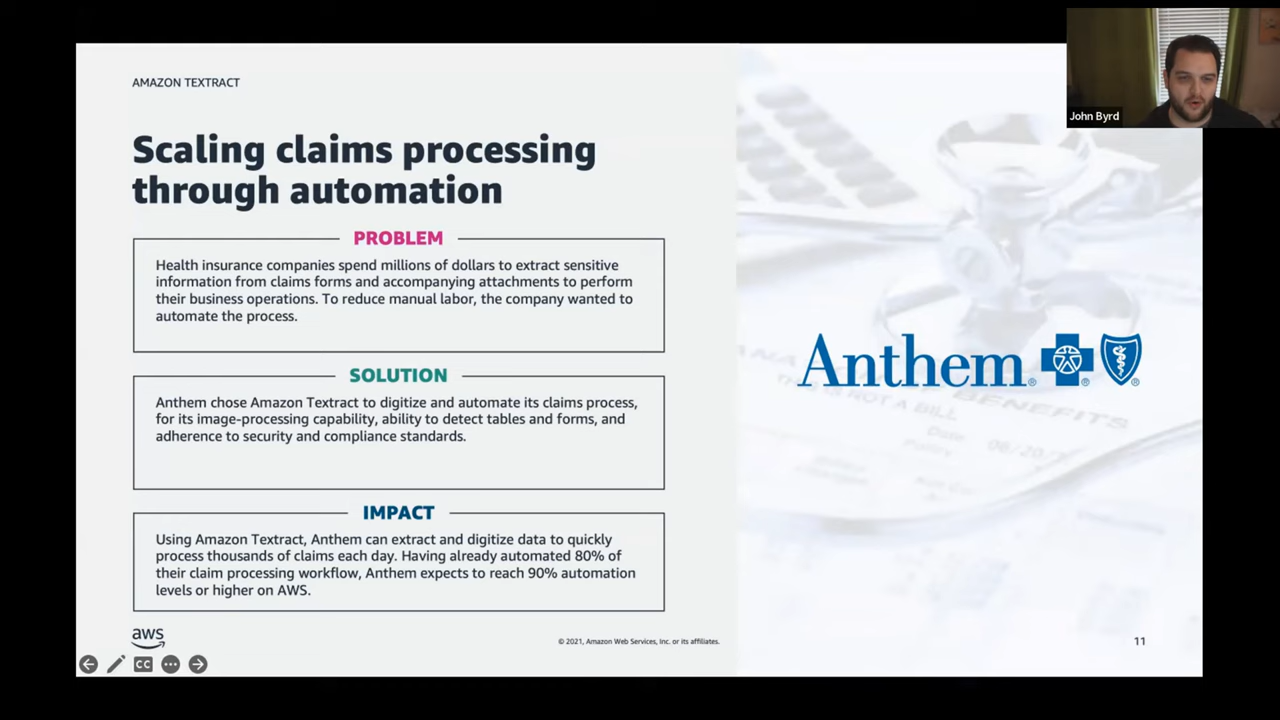 AMAZON TEXTRACT
Scaling claims processing
through automation
PROBLEM
Health insurance companies spend millions of dollars to extract sensitive
information from claims forms and accompanying attachments to perform
their business operations. To reduce manual labor, the company wanted to
automate the process.
SOLUTION
Anthem chose Amazon Textract to digitize and automate its claims process,
for its image-processing capability, ability to detect tables and forms, and
adherence to security and compliance standards.
IMPACT
Using Amazon Textract, Anthem can extract and digitize data to quickly
process thousands of claims each day. Having already automated 80% of
their claim processing workflow, Anthem expects to reach 90% automation
levels or higher on AWS.
aws
© 2021, Amazon Web Services, Inc. or its affiliates.
11
CC
John Byrd
Anthem
NOT A BILL
BENEFITS
Date